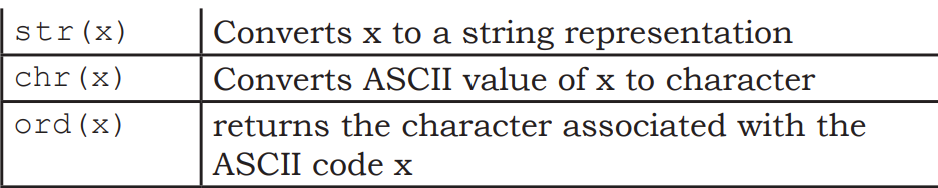 str(x) Converts x to a string representation
chr(x) Converts ASCII value of x to character
ord(x) returns the character associated with the
ASCII code x